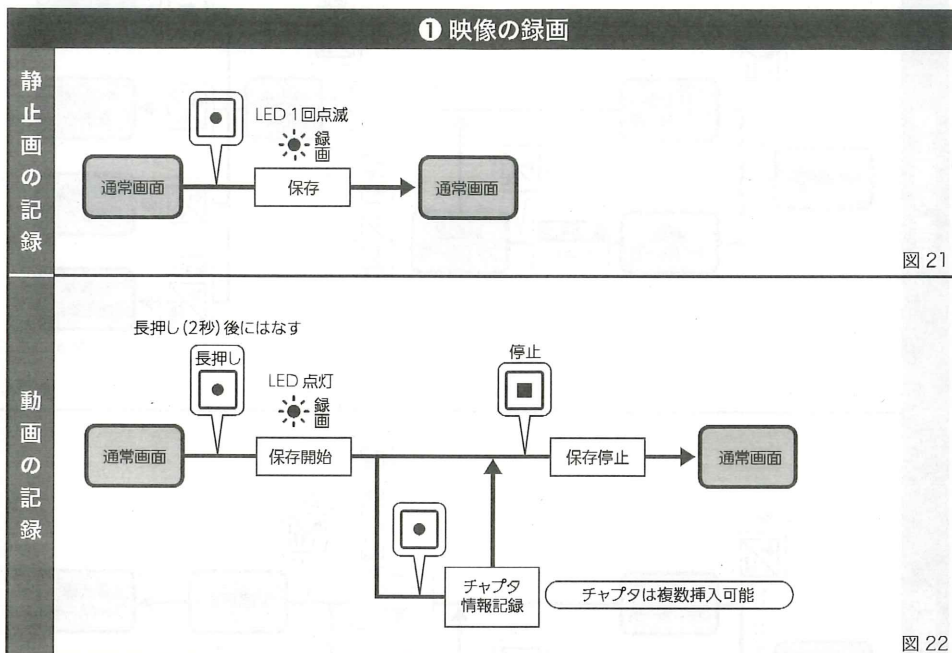 ❶ 映像の録画
静止画の記録
LED 1回点滅
録画
通常画面
保存
通常画面
図 21
動画の記録
長押し(2秒)後にはなす
長押し
LED 点灯
録画
停止
通常画面
保存開始
保存停止
通常画面
チャプタ
情報記録
チャプタは複数挿入可能
図 22